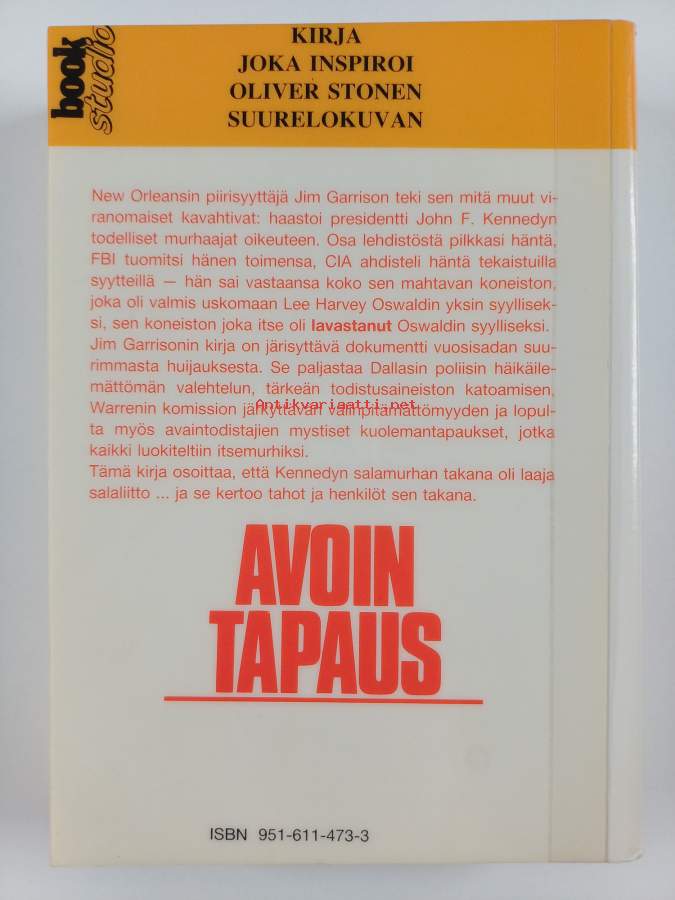 book
studio
KIRJA
JOKA INSPIROI
OLIVER STONEN
SUURELOKUVAN
New Orleansin piirisyyttäjä Jim Garrison teki sen mitä muut vi-
ranomaiset kavahtivat: haastoi presidentti John F. Kennedyn
todelliset murhaajat oikeuteen. Osa lehdistöstä pilkkasi häntä,
FBI tuomitsi hänen toimensa, CIA ahdisteli häntä tekaistuilla
syytteillä — hän sai vastaansa koko sen mahtavan koneiston,
joka oli valmis uskomaan Lee Harvey Oswaldin yksin syyllisek-
si, sen koneiston joka itse oli lavastanut Oswaldin syylliseksi.
Jim Garrisonin kirja on järisyttävä dokumentti vuosisadan suu-
rimmasta huijauksesta. Se paljastaa Dallasin poliisin häikäile-
mättömän valehtelun, tärkeän todistusaineiston katoamisen,
Warrenin komission järkyttävän välinpitämättömyyden ja lopul-
ta myös avaintodistajien mystiset kuolemantapaukset, jotka
kaikki luokiteltiin itsemurhiksi.
Tämä kirja osoittaa, että Kennedyn salamurhan takana oli laaja
salaliitto ... ja se kertoo tahot ja henkilöt sen takana.
Antikvariaatti.net
AVOIN
TAPAUS
ISBN 951-611-473-3